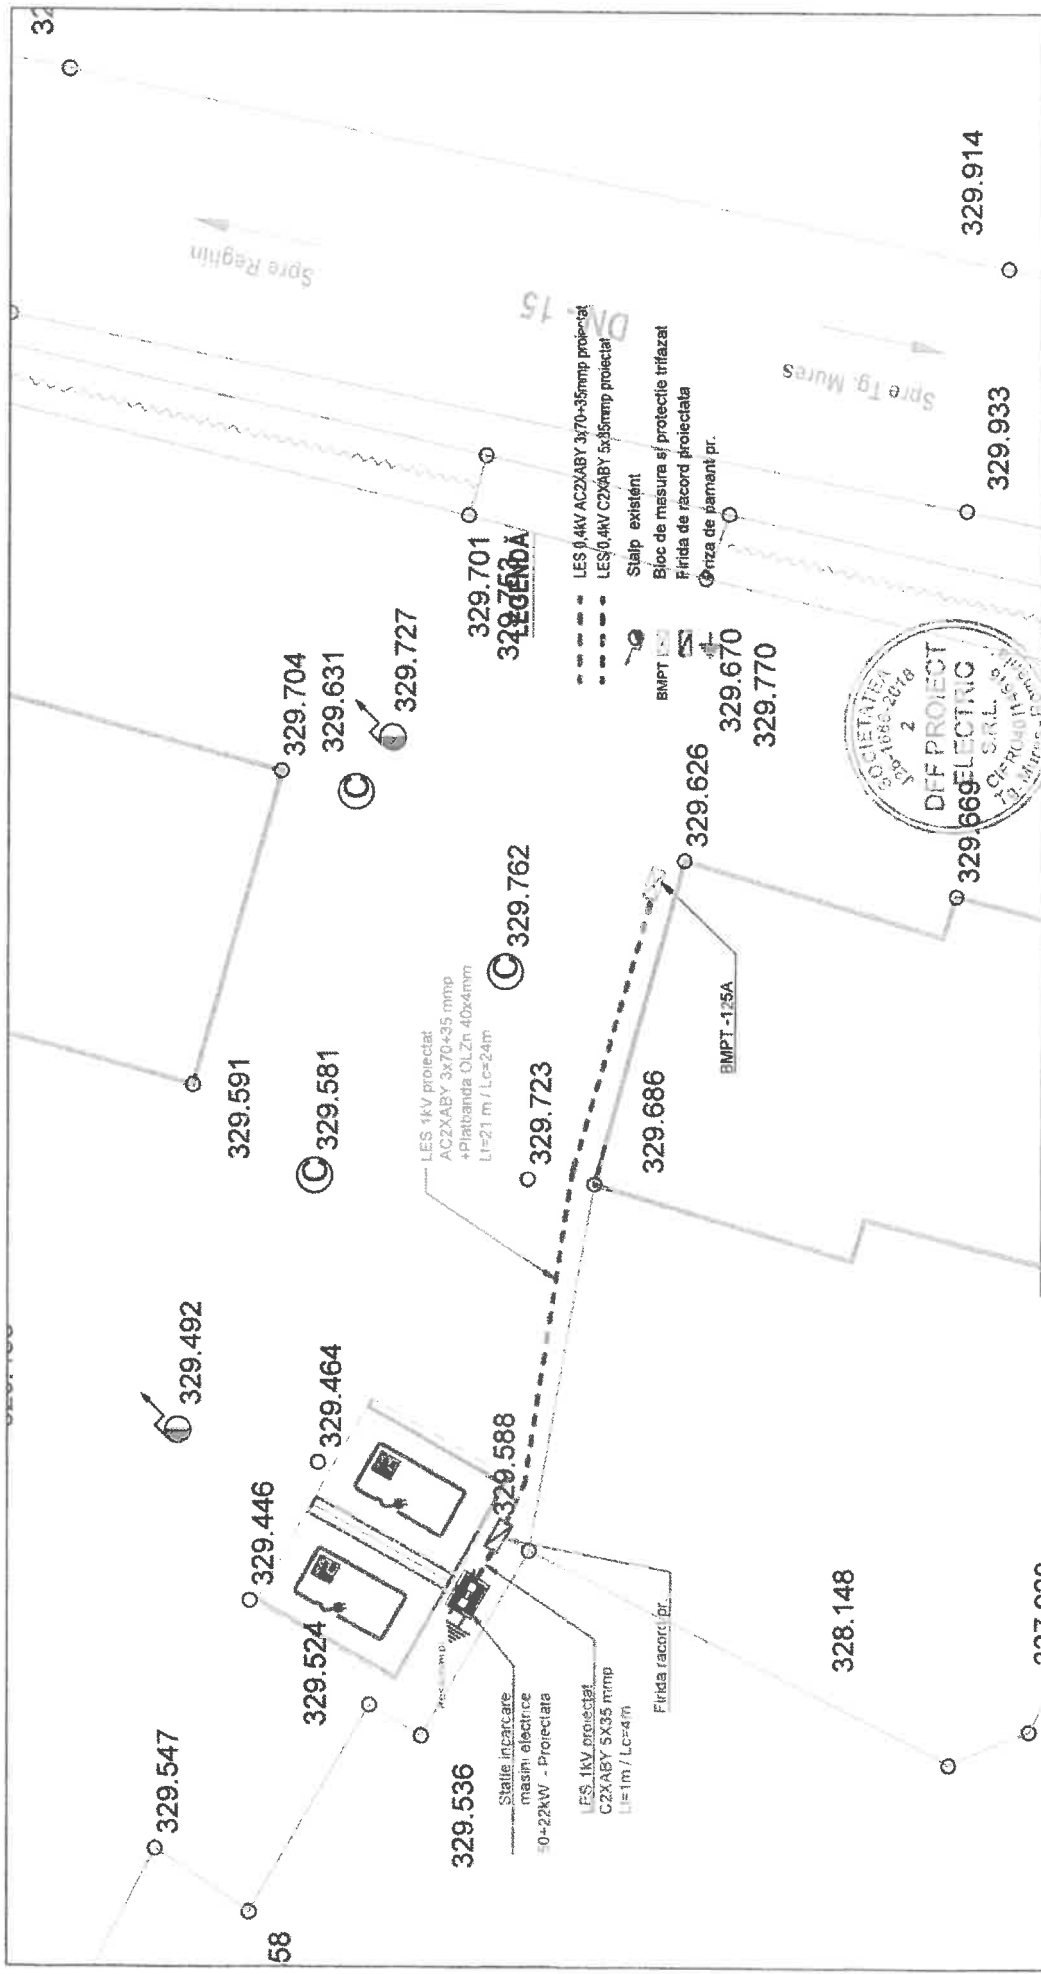 329.547
58
329.536
329.524
329.446
329.464
329.492
329.588
Statie incarcare
masini electrice
50+22kW - Proiectata
LES 1kV proiectat
C2XABY 5X35 mmp
Lt=1m / Lc=4m
Firida racord pr.
328.148
329.591
329.581
LES 1kV proiectat
AC2XABY 3x70+35 mmp
+Platbanda OLZn 40x4mm
Lt=21 m / Lc=24m
329.723
329.686
329.762
BMPT -125A
329.626
329.704
329.631
329.727
329.701
LEGENDĂ
LES 0,4kV AC2XABY 3x70+35mmp proiectat
LES 0,4kV C2XABY 5x35mmp proiectat
Stalp existent
BMPT
Bloc de masura si protectie trifazat
Firida de racord proiectata
Priza de pamant pr.
329.670
329.770
329.669
SOCIETATEA
2
DFF PROIECT
ELECTRIC
S.R.L.
Spre Reghin
DN - 15
Spre Tg. Mures
329.933
329.914